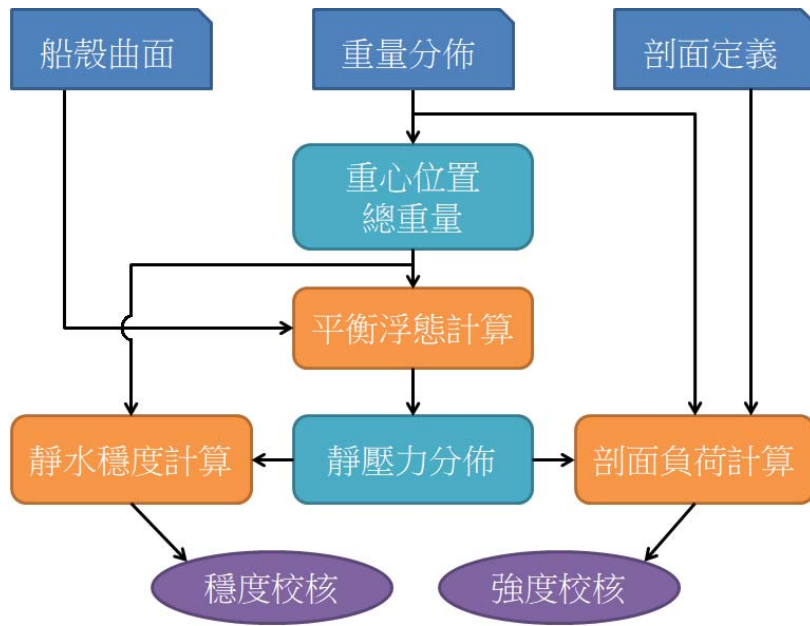 船殼曲面
重量分佈
剖面定義
重心位置
總重量
平衡浮態計算
靜水穩度計算
靜壓力分佈
剖面負荷計算
穩度校核
強度校核